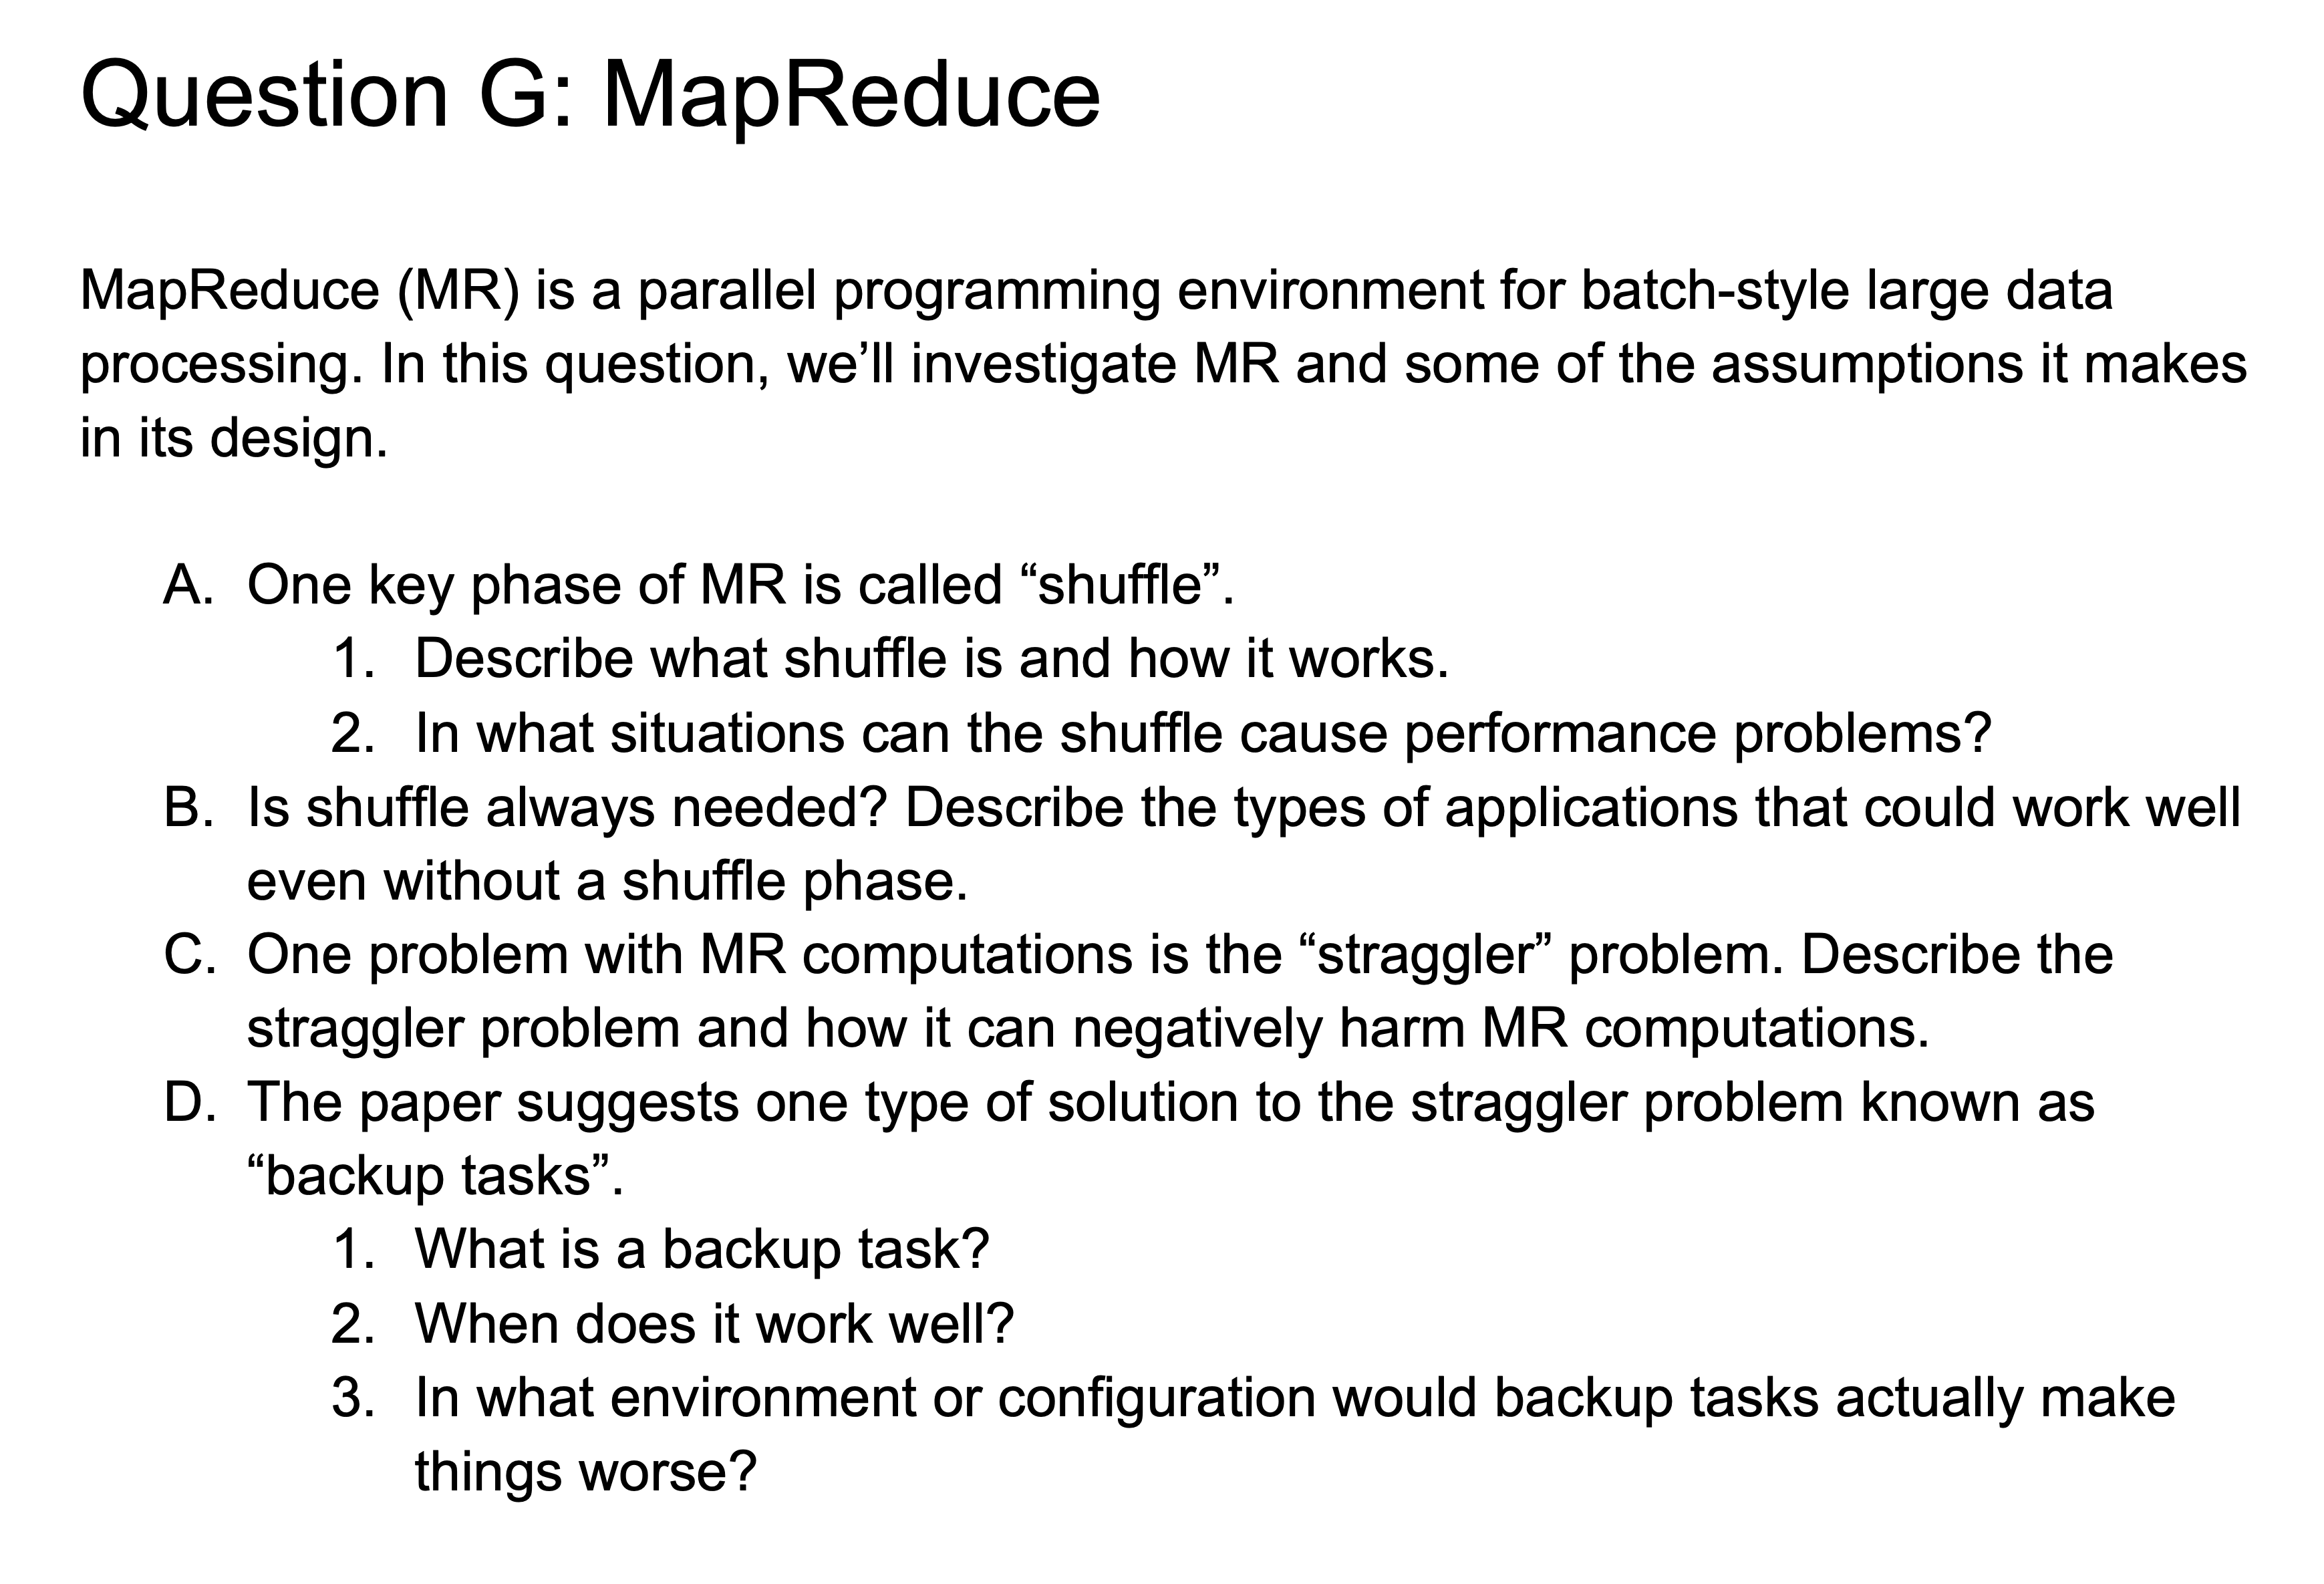 Question G: MapReduce
MapReduce (MR) is a parallel programming environment for batch-style large data
processing. In this question, we’ll investigate MR and some of the assumptions it makes
in its design.
A. One key phase of MR is called “shuffle”.
1. Describe what shuffle is and how it works.
2. In what situations can the shuffle cause performance problems?
B. Is shuffle always needed? Describe the types of applications that could work well
even without a shuffle phase.
C. One problem with MR computations is the “straggler” problem. Describe the
straggler problem and how it can negatively harm MR computations.
D. The paper suggests one type of solution to the straggler problem known as
“backup tasks”.
1. What is a backup task?
2. When does it work well?
3. In what environment or configuration would backup tasks actually make
things worse?